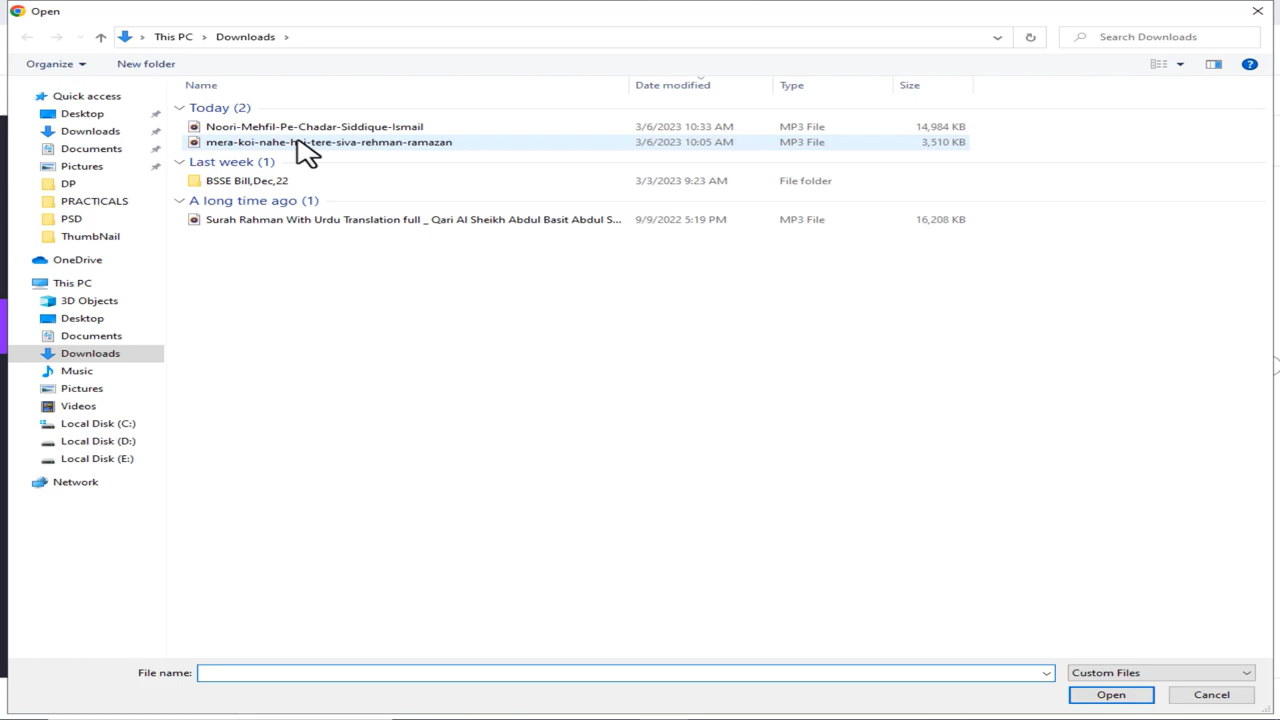 Open
This PC
Downloads
Search Downloads
Organize
New folder
Name
Date modified
Type
Size
Quick access
Desktop
Downloads
Documents
Pictures
DP
PRACTICALS
PSD
ThumbNail
OneDrive
This PC
3D Objects
Desktop
Documents
Downloads
Music
Pictures
Videos
Local Disk (C:)
Local Disk (D:)
Local Disk (E:)
Network
Today (2)
Noori-Mehfil-Pe-Chadar-Siddique-Ismail 3/6/2023 10:33 AM MP3 File 14,984 KB
mera-koi-nahe-hai-tere-siva-rehman-ramazan 3/6/2023 10:05 AM MP3 File 3,510 KB
Last week (1)
BSSE Bill,Dec,22 3/3/2023 9:23 AM File folder
A long time ago (1)
Surah Rahman With Urdu Translation full _ Qari Al Sheikh Abdul Basit Abdul S... 9/9/2022 5:19 PM MP3 File 16,208 KB
File name:
Custom Files
Open
Cancel